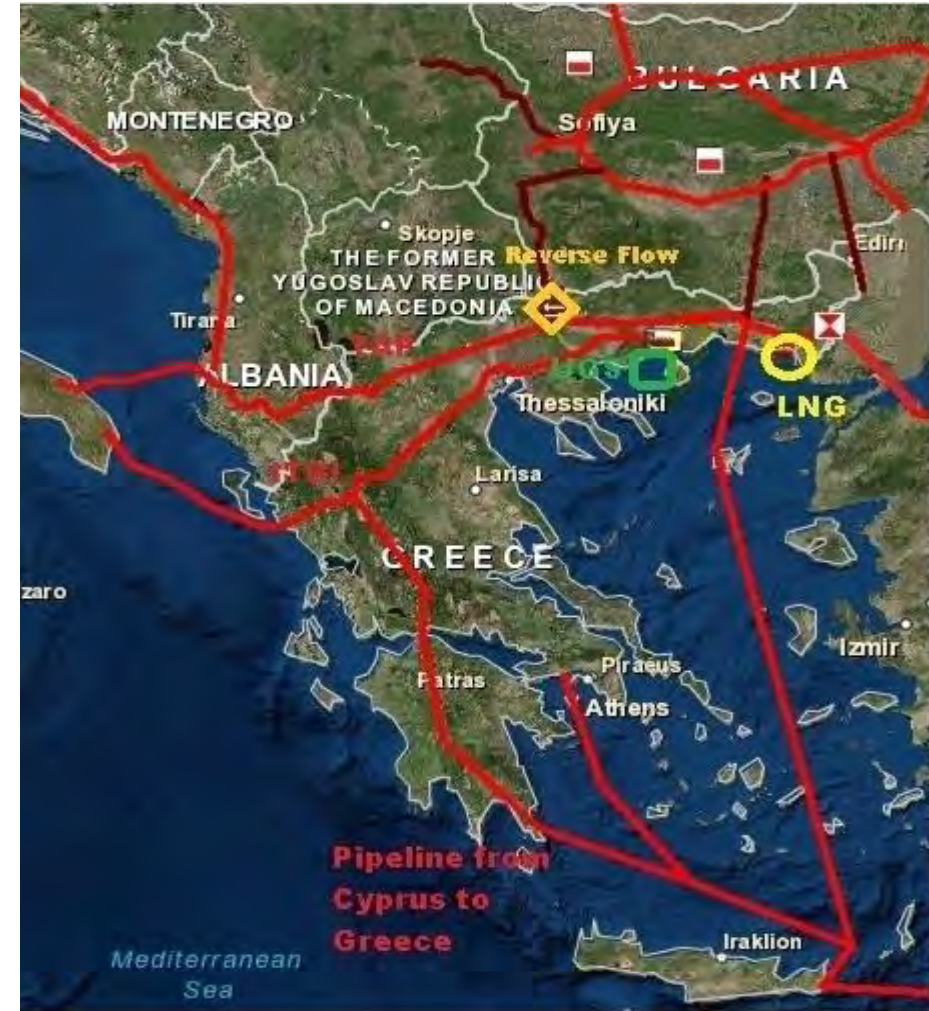 BULGARIA
MONTENEGRO
Sofiya
Skopje
THE FORMER
YUGOSLAV REPUBLIC
OF MACEDONIA
Reverse Flow
Tirana
ALBANIA
UGS
Thessaloniki
LNG
Larisa
GREECE
zaro
Izmir
Piraeus
Patras
Athens
Pipeline from
Cyprus to
Greece
Iraklion
Mediterranean
Sea